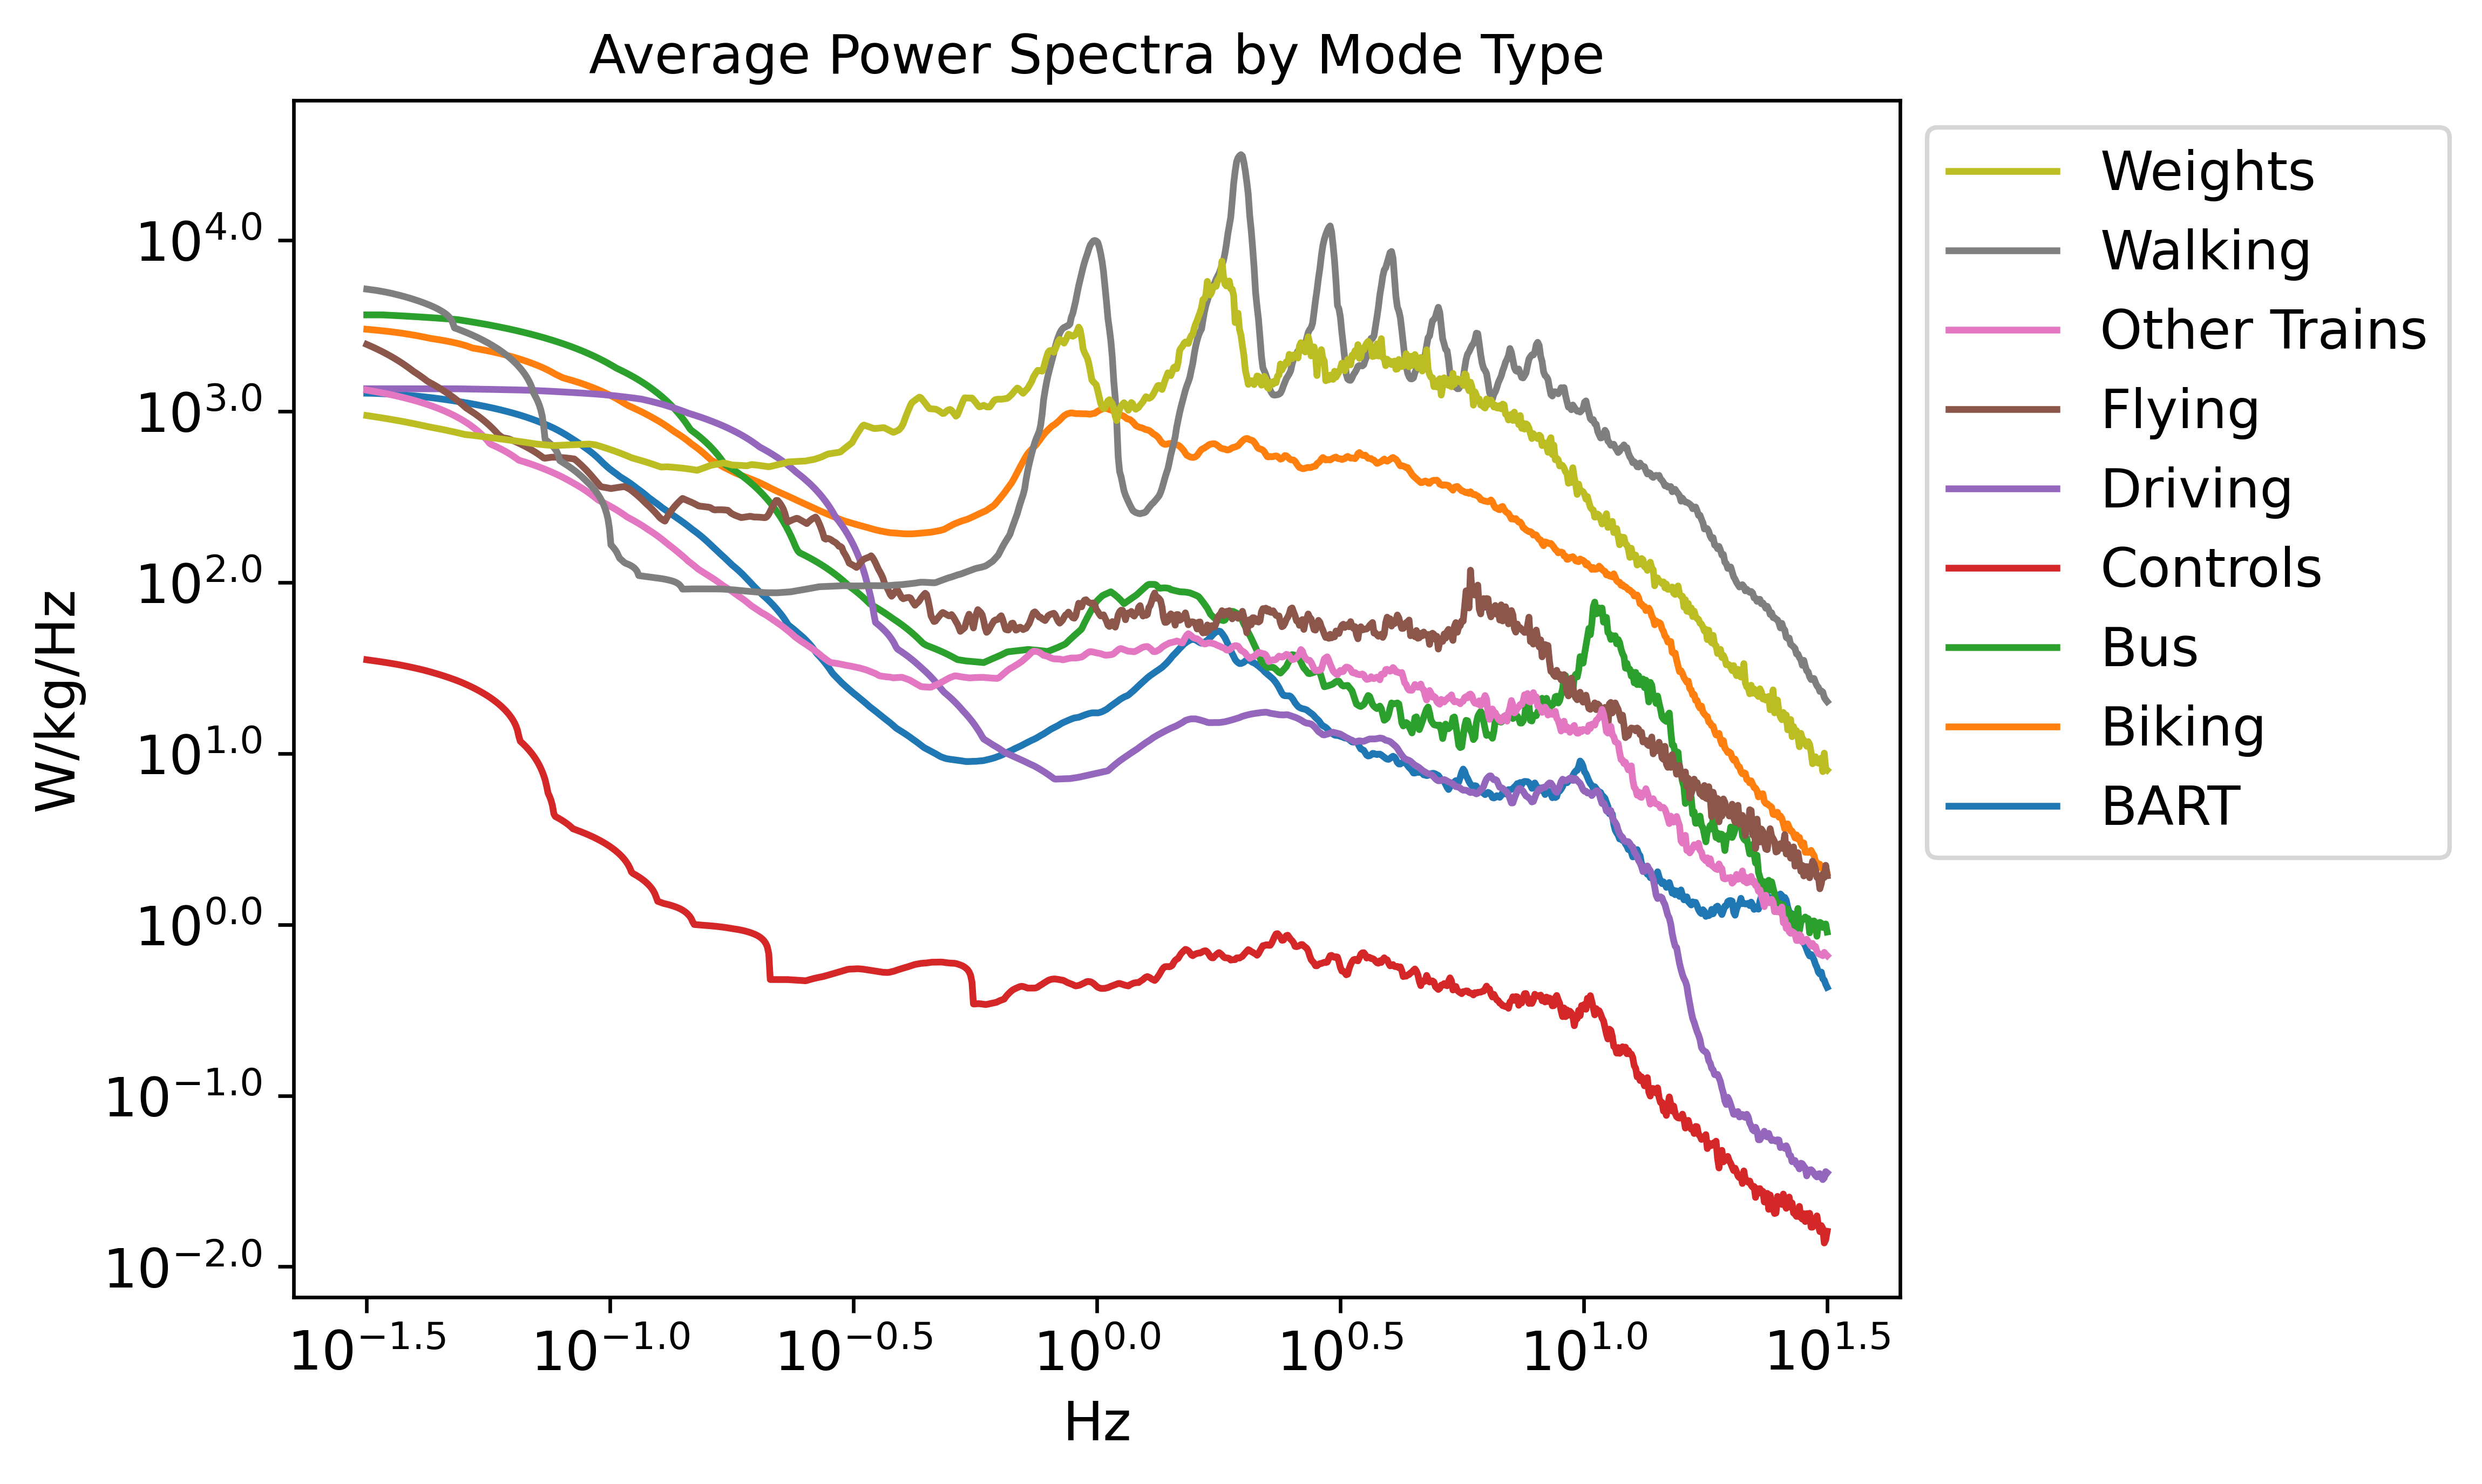 Average Power Spectra by Mode Type
W/kg/Hz
10^4.0
10^3.0
10^2.0
10^1.0
10^0.0
10^−1.0
10^−2.0
10^−1.5 10^−1.0 10^−0.5 10^0.0 10^0.5 10^1.0 10^1.5
Hz
Weights
Walking
Other Trains
Flying
Driving
Controls
Bus
Biking
BART